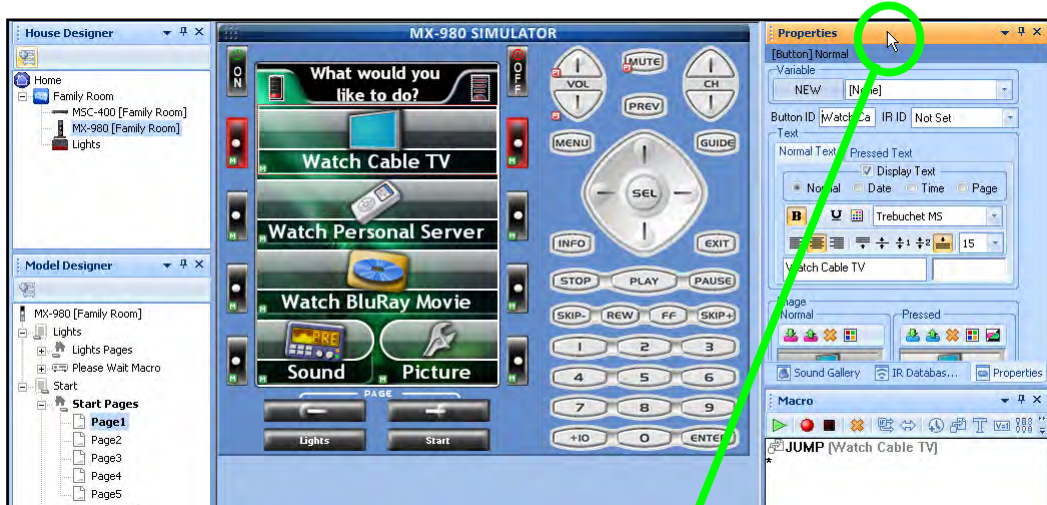 House Designer
Home
Family Room
MSC-400 [Family Room]
MX-980 [Family Room]
Lights
Model Designer
MX-980 [Family Room]
Lights
Lights Pages
Please Wait Macro
Start
Start Pages
Page1
Page2
Page3
Page4
Page5
MX-980 SIMULATOR
ON
OFF
What would you
like to do?
Watch Cable TV
Watch Personal Server
Watch BluRay Movie
Sound
Picture
M
M
M
M
M
M
M
M
PAGE
Lights
Start
VOL
MUTE
CH
PREV
MENU
GUIDE
SEL
INFO
EXIT
STOP
PLAY
PAUSE
SKIP-
REW
FF
SKIP+
1
2
3
4
5
6
7
8
9
+10
0
ENTER
Properties
[Button] Normal
Variable
NEW
[None]
Button ID
Watch Ca
IR ID
Not Set
Text
Normal Text
Pressed Text
Display Text
Normal
Date
Time
Page
B
U
Trebuchet MS
15
Watch Cable TV
Image
Normal
Pressed
Sound Gallery
IR Databas...
Properties
Macro
JUMP [Watch Cable TV]
*